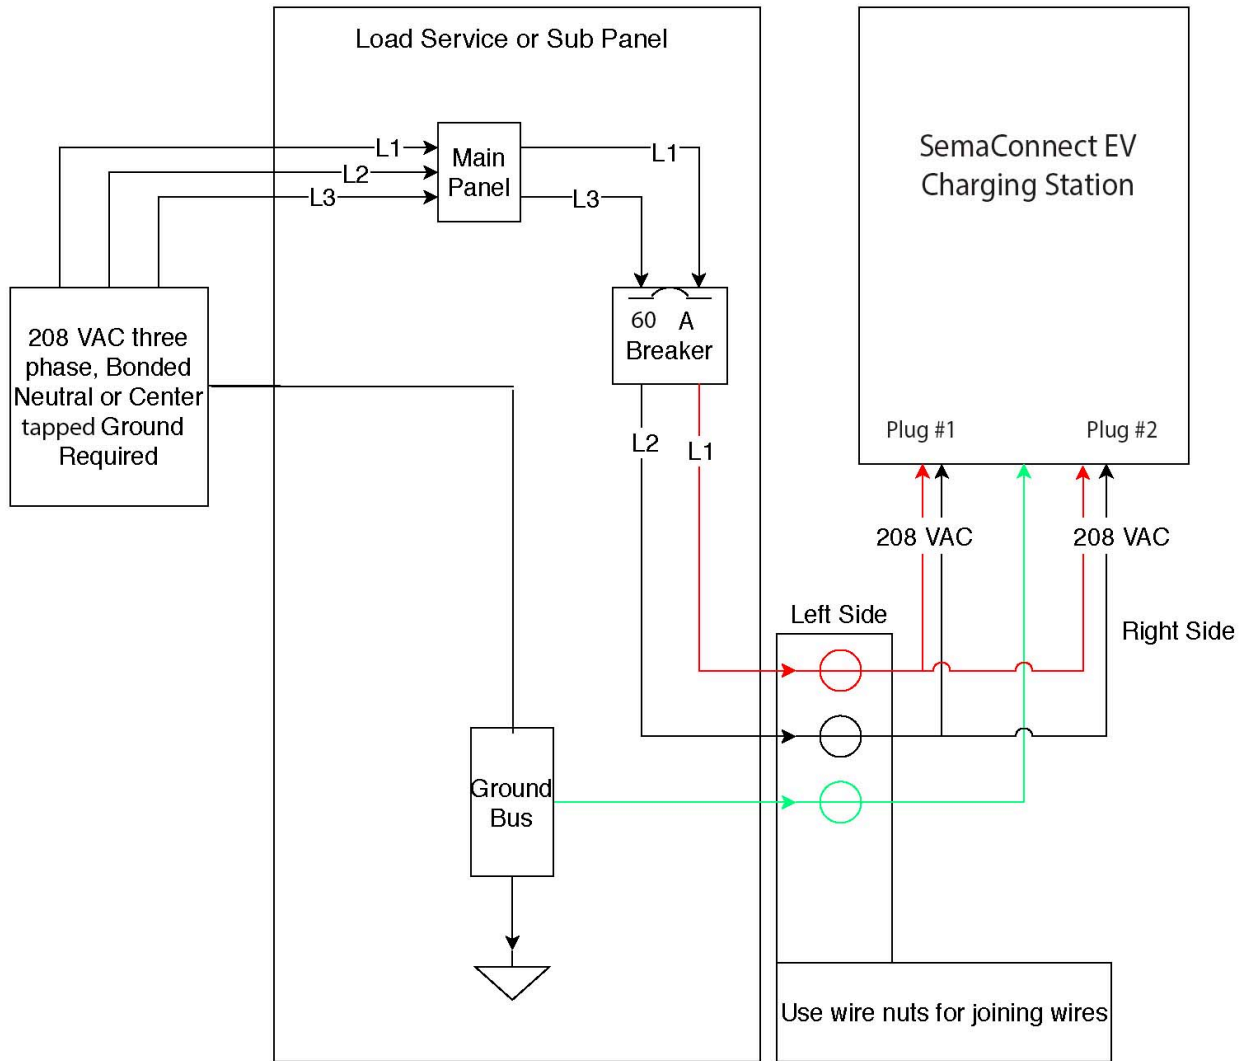 Load Service or Sub Panel
SemaConnect EV
Charging Station
L1
L2
L3
Main
Panel
L1
L3
208 VAC three
phase, Bonded
Neutral or Center
tapped Ground
Required
60 A
Breaker
L2
L1
Plug #1
Plug #2
208 VAC
208 VAC
Left Side
Right Side
Ground
Bus
Use wire nuts for joining wires